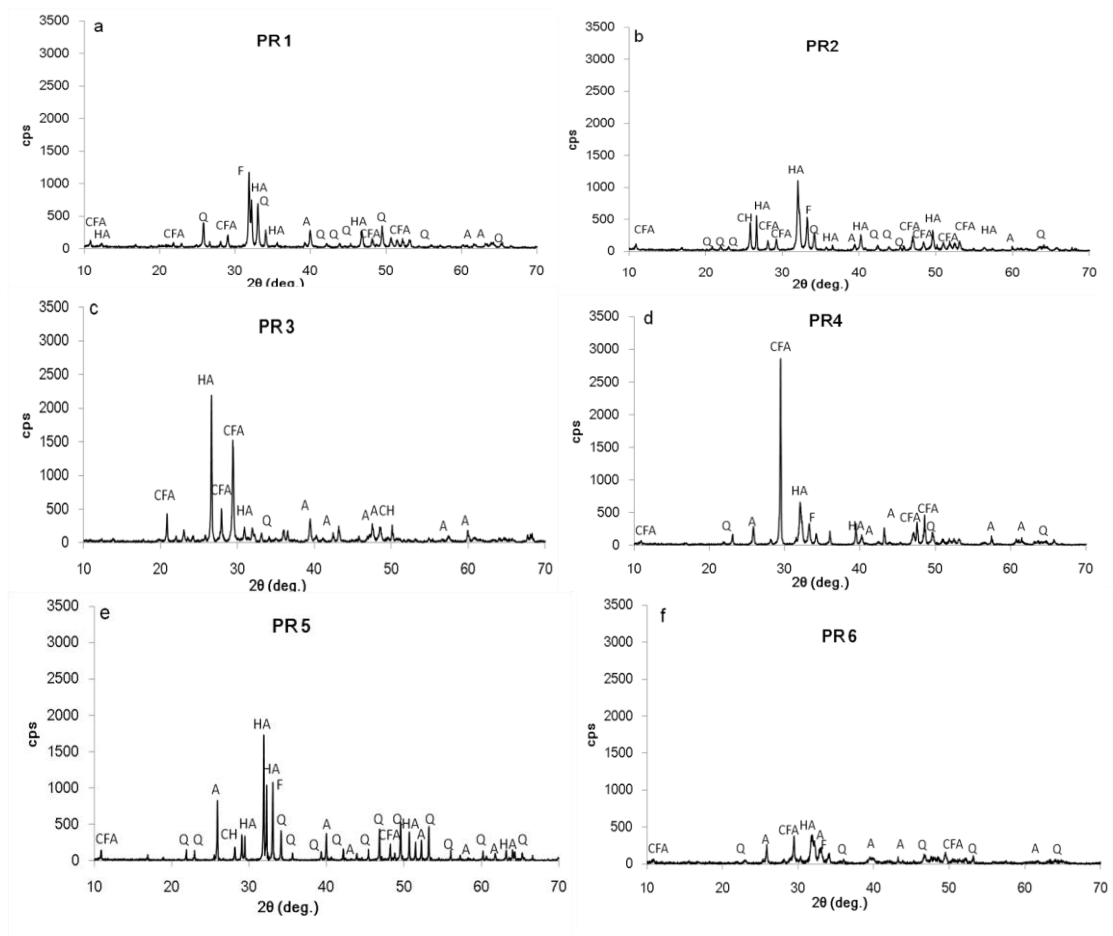 a
PR 1
3500
3000
2500
2000
1500
1000
500
0
cps
F
HA
Q
Q
CFA
HA
CFA
CFA
HA
A
Q
Q
Q
HA
CFA
Q
CFA
Q
A
A
Q
10 20 30 40 50 60 70
2θ (deg.)
b
PR2
3500
3000
2500
2000
1500
1000
500
0
cps
HA
HA
CH
F
CFA
Q
Q
Q
CFA
CFA
Q
HA
A
HA
Q
Q
Q
CFA
CFA
HA
CFA
CFA
HA
A
Q
10 20 30 40 50 60 70
2θ (deg.)
c
PR 3
3500
3000
2500
2000
1500
1000
500
0
cps
HA
CFA
CFA
CFA
HA
Q
A
A
A
A
CH
A
A
10 20 30 40 50 60 70
2θ (deg.)
d
PR4
3500
3000
2500
2000
1500
1000
500
0
cps
CFA
HA
F
CFA
Q
A
HA
A
A
CFA
CFA
Q
A
A
Q
10 20 30 40 50 60 70
2θ (deg.)
e
PR 5
3500
3000
2500
2000
1500
1000
500
0
cps
HA
HA
F
A
CFA
Q
Q
CH
HA
Q
Q
Q
A
Q
A
Q
Q
CFA
Q
HA
A
Q
Q
Q
A
HA
Q
10 20 30 40 50 60 70
2θ (deg.)
f
PR 6
3500
3000
2500
2000
1500
1000
500
0
cps
CFA
Q
A
CFA
HA
A
F
Q
A
A
Q
CFA
Q
A
Q
10 20 30 40 50 60 70
2θ (deg.)